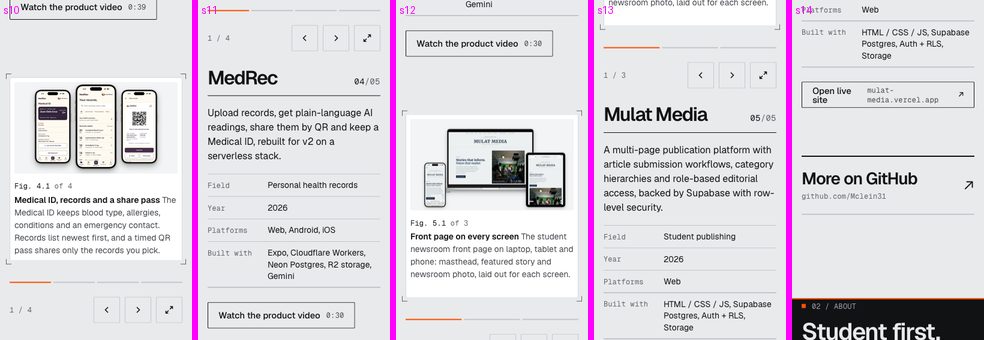 s10
Watch the product video 0:39
Fig. 4.1 of 4
Medical ID, records and a share pass The
Medical ID keeps blood type, allergies,
conditions and an emergency contact.
Records list newest first, and a timed QR
pass shares only the records you pick.
1 / 4
s11
1 / 4
MedRec 04/05
Upload records, get plain-language AI
readings, share them by QR and keep a
Medical ID, rebuilt for v2 on a
serverless stack.
Field Personal health records
Year 2026
Platforms Web, Android, iOS
Built with Expo, Cloudflare Workers,
Neon Postgres, R2 storage,
Gemini
Watch the product video 0:30
s12
Gemini
Watch the product video 0:30
MULAT MEDIA
Fig. 5.1 of 3
Front page on every screen The student
newsroom front page on laptop, tablet and
phone: masthead, featured story and
newsroom photo, laid out for each screen.
s13
newsroom photo, laid out for each screen.
1 / 3
Mulat Media 05/05
A multi-page publication platform with
article submission workflows, category
hierarchies and role-based editorial
access, backed by Supabase with row-
level security.
Field Student publishing
Year 2026
Platforms Web
Built with HTML / CSS / JS, Supabase
Postgres, Auth + RLS,
Storage
s14
Platforms Web
Built with HTML / CSS / JS, Supabase
Postgres, Auth + RLS,
Storage
Open live
site
mulat-
media.vercel.app
More on GitHub
github.com/Mclein31
02 / ABOUT
Student first.